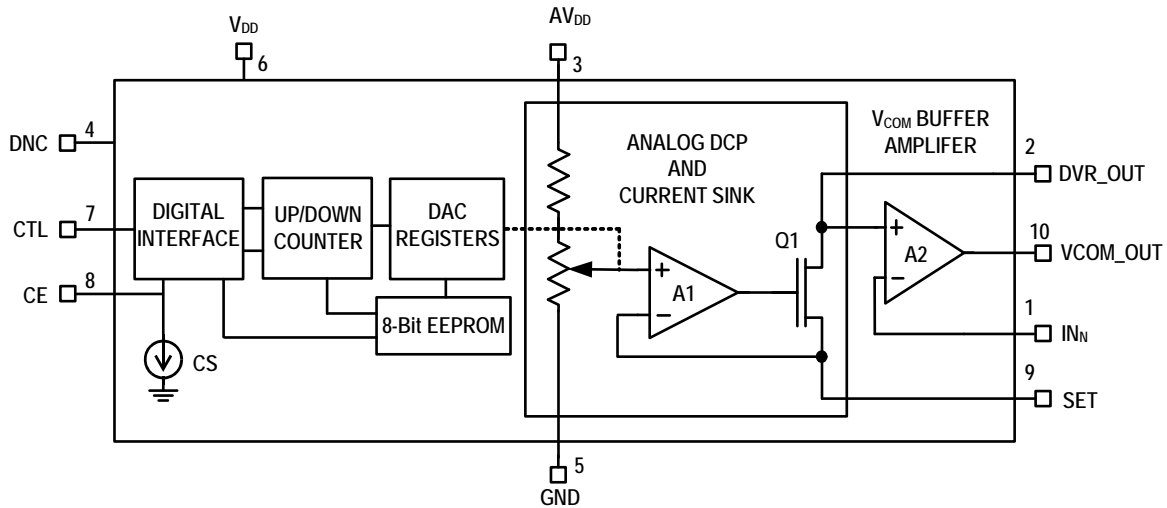 VDD
AVDD
6
3
DNC
4
ANALOG DCP
AND
CURRENT SINK
VCOM BUFFER
AMPLIFER
2
DVR_OUT
CTL
7
DIGITAL
INTERFACE
UP/DOWN
COUNTER
DAC
REGISTERS
Q1
+
A2
−
10
VCOM_OUT
CE
8
8-Bit EEPROM
+
A1
−
1
INN
CS
9
SET
5
GND